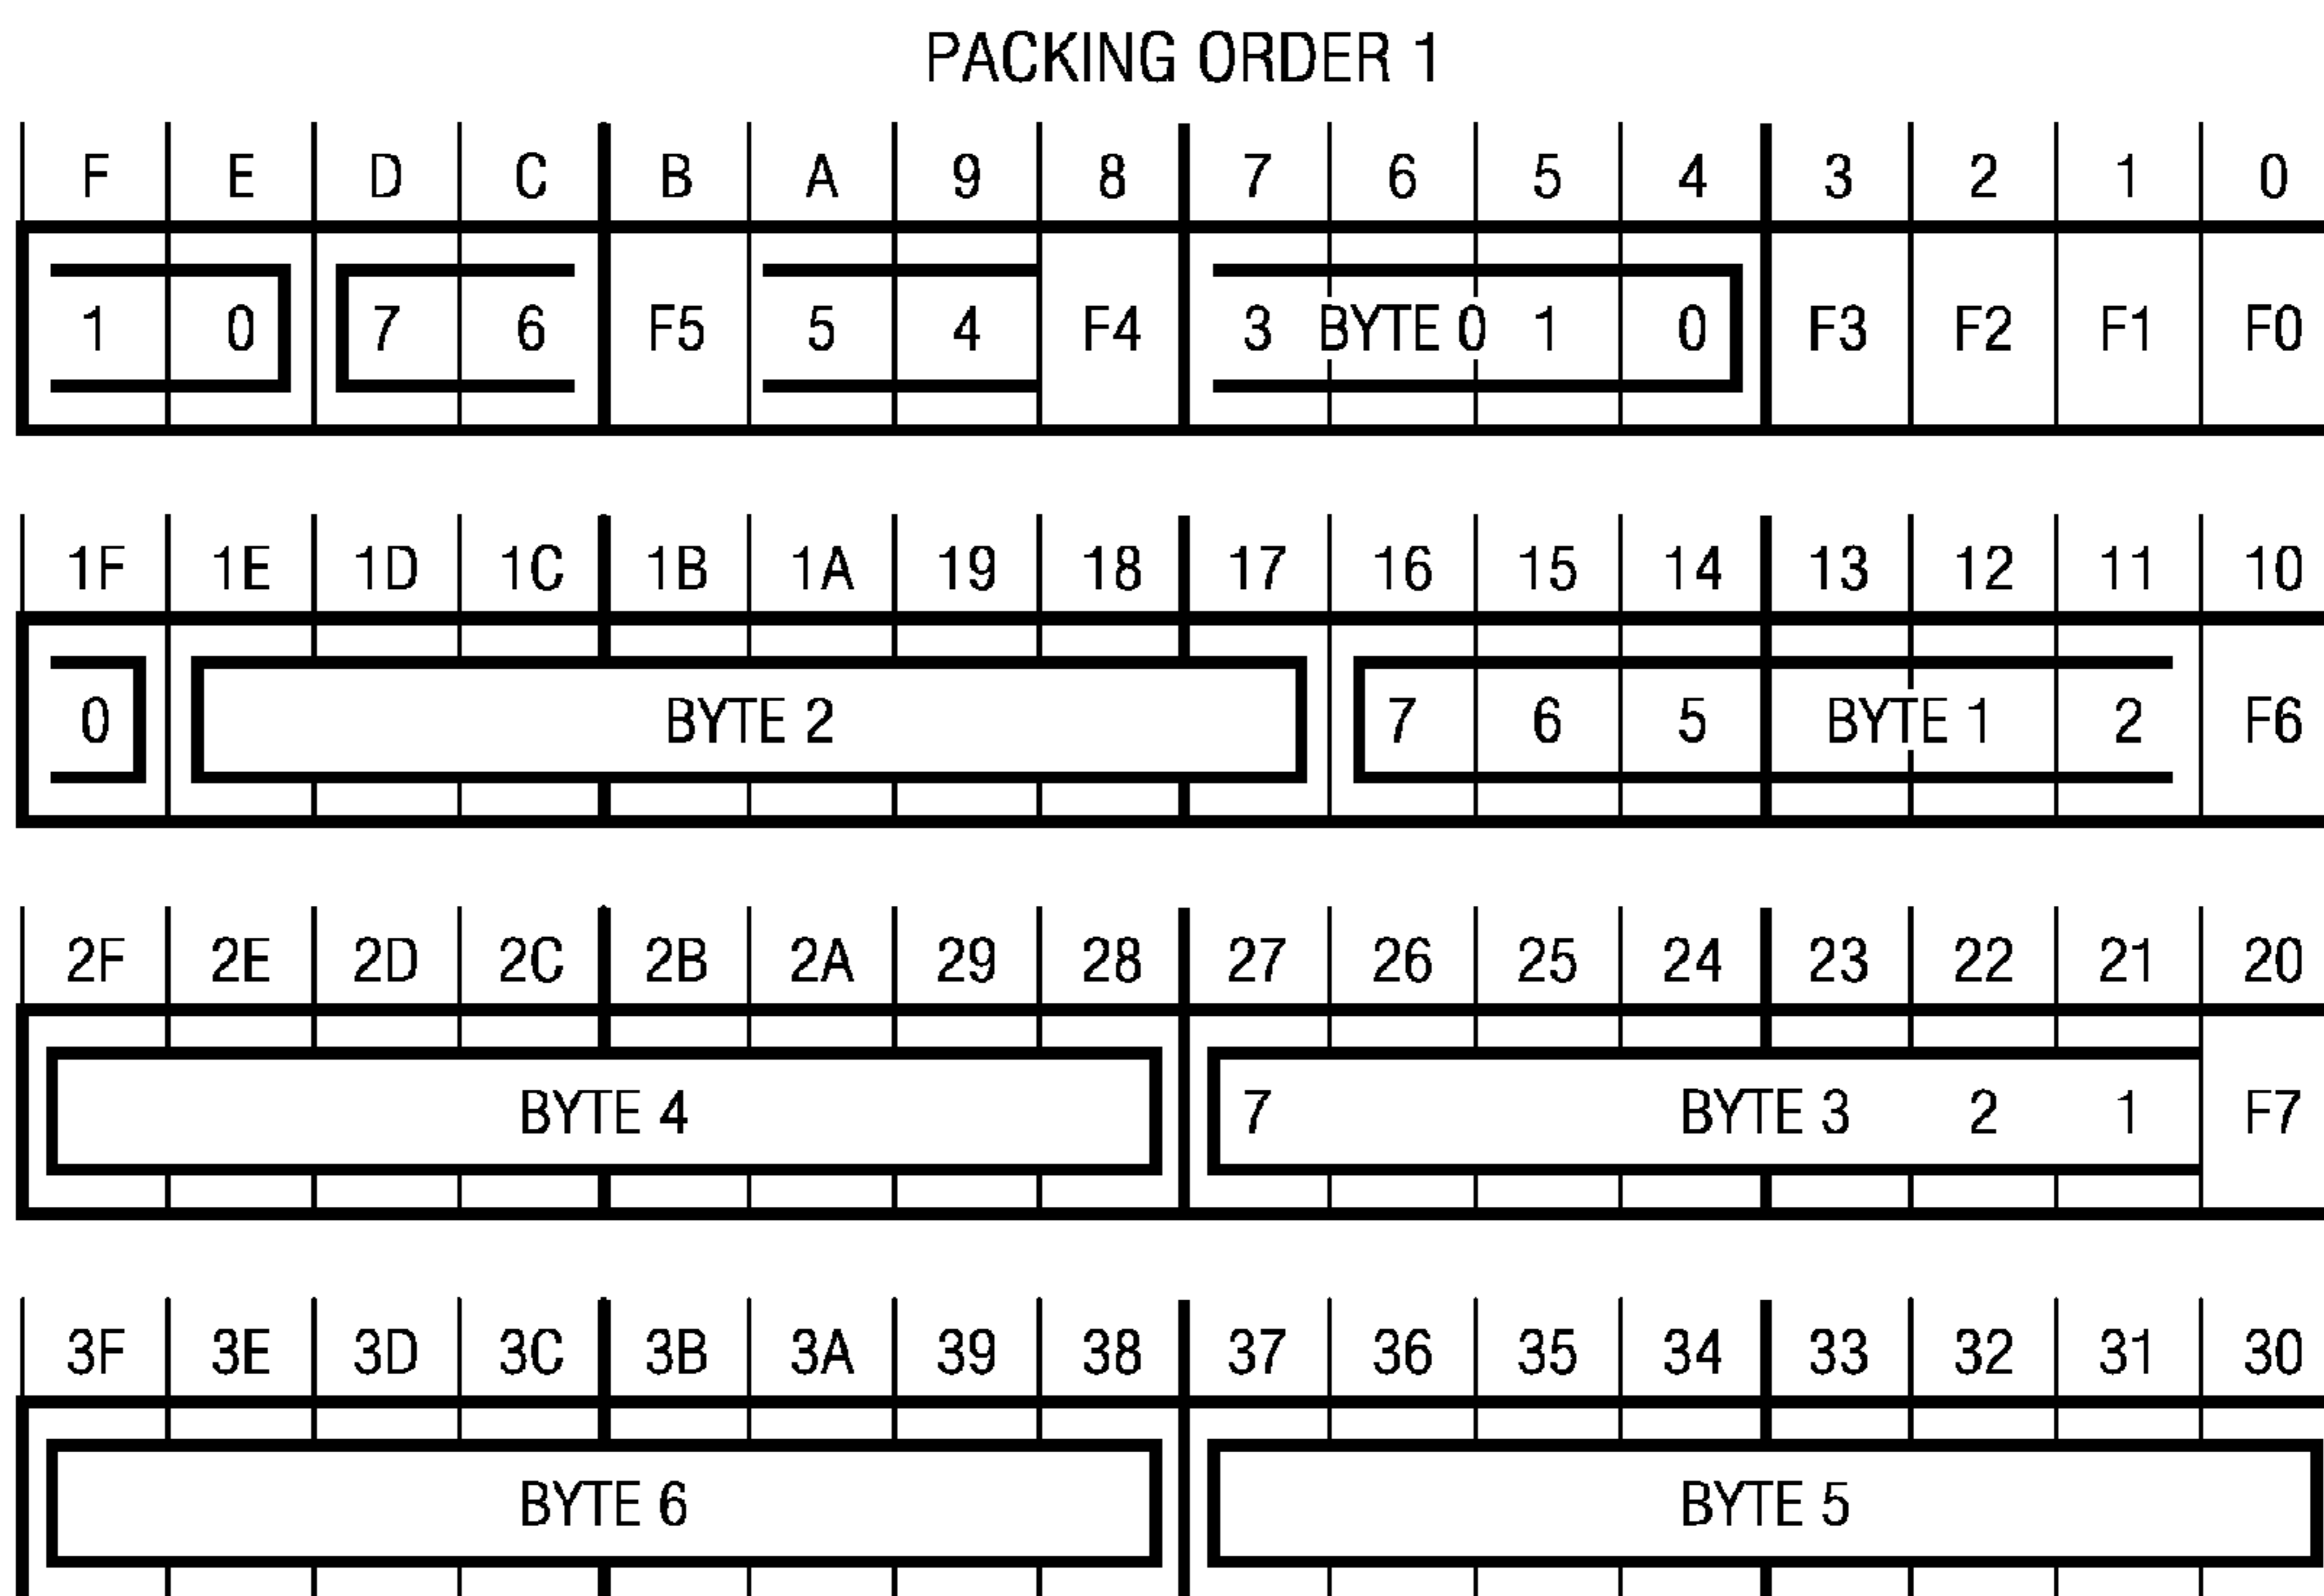 PACKING ORDER 1
F E D C B A 9 8 7 6 5 4 3 2 1 0
1 0 7 6 F5 5 4 F4 3 BYTE 0 1 0 F3 F2 F1 F0
1F 1E 1D 1C 1B 1A 19 18 17 16 15 14 13 12 11 10
0 BYTE 2 7 6 5 BYTE 1 2 F6
2F 2E 2D 2C 2B 2A 29 28 27 26 25 24 23 22 21 20
BYTE 4 7 BYTE 3 2 1 F7
3F 3E 3D 3C 3B 3A 39 38 37 36 35 34 33 32 31 30
BYTE 6 BYTE 5